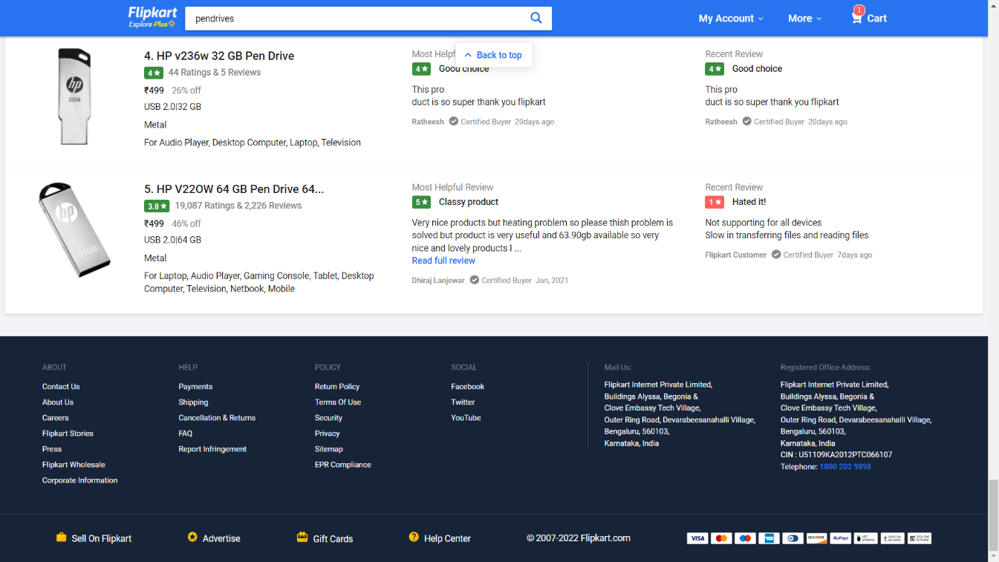 Flipkart
Explore Plus
pendrives
My Account
More
1
Cart
Back to top
hp
32GB
4. HP v236w 32 GB Pen Drive
4★ 44 Ratings & 5 Reviews
₹499 26% off
USB 2.0|32 GB
Metal
For Audio Player, Desktop Computer, Laptop, Television
Most Helpf
4★ Good choice
This pro
duct is so super thank you flipkart
Ratheesh Certified Buyer 20days ago
Recent Review
4★ Good choice
This pro
duct is so super thank you flipkart
Ratheesh Certified Buyer 20days ago
hp
64GB
5. HP V22OW 64 GB Pen Drive 64...
3.8★ 19,087 Ratings & 2,226 Reviews
₹499 46% off
USB 2.0|64 GB
Metal
For Laptop, Audio Player, Gaming Console, Tablet, Desktop
Computer, Television, Netbook, Mobile
Most Helpful Review
5★ Classy product
Very nice products but heating problem so please thish problem is
solved but product is very useful and 63.90gb available so very
nice and lovely products I ...
Read full review
Dhiraj Lanjewar Certified Buyer Jan, 2021
Recent Review
1★ Hated it!
Not supporting for all devices
Slow in transferring files and reading files
Flipkart Customer Certified Buyer 7days ago
ABOUT
Contact Us
About Us
Careers
Flipkart Stories
Press
Flipkart Wholesale
Corporate Information
HELP
Payments
Shipping
Cancellation & Returns
FAQ
Report Infringement
POLICY
Return Policy
Terms Of Use
Security
Privacy
Sitemap
EPR Compliance
SOCIAL
Facebook
Twitter
YouTube
Mail Us:
Flipkart Internet Private Limited,
Buildings Alyssa, Begonia &
Clove Embassy Tech Village,
Outer Ring Road, Devarabeesanahalli Village,
Bengaluru, 560103,
Karnataka, India
Registered Office Address:
Flipkart Internet Private Limited,
Buildings Alyssa, Begonia &
Clove Embassy Tech Village,
Outer Ring Road, Devarabeesanahalli Village,
Bengaluru, 560103,
Karnataka, India
CIN : U51109KA2012PTC066107
Telephone: 1800 202 9898
Sell On Flipkart
Advertise
Gift Cards
Help Center
© 2007-2022 Flipkart.com
VISA
DISCOVER
RuPay
NET BANKING
CASH ON DELIVERY
EASY EMI OPTIONS